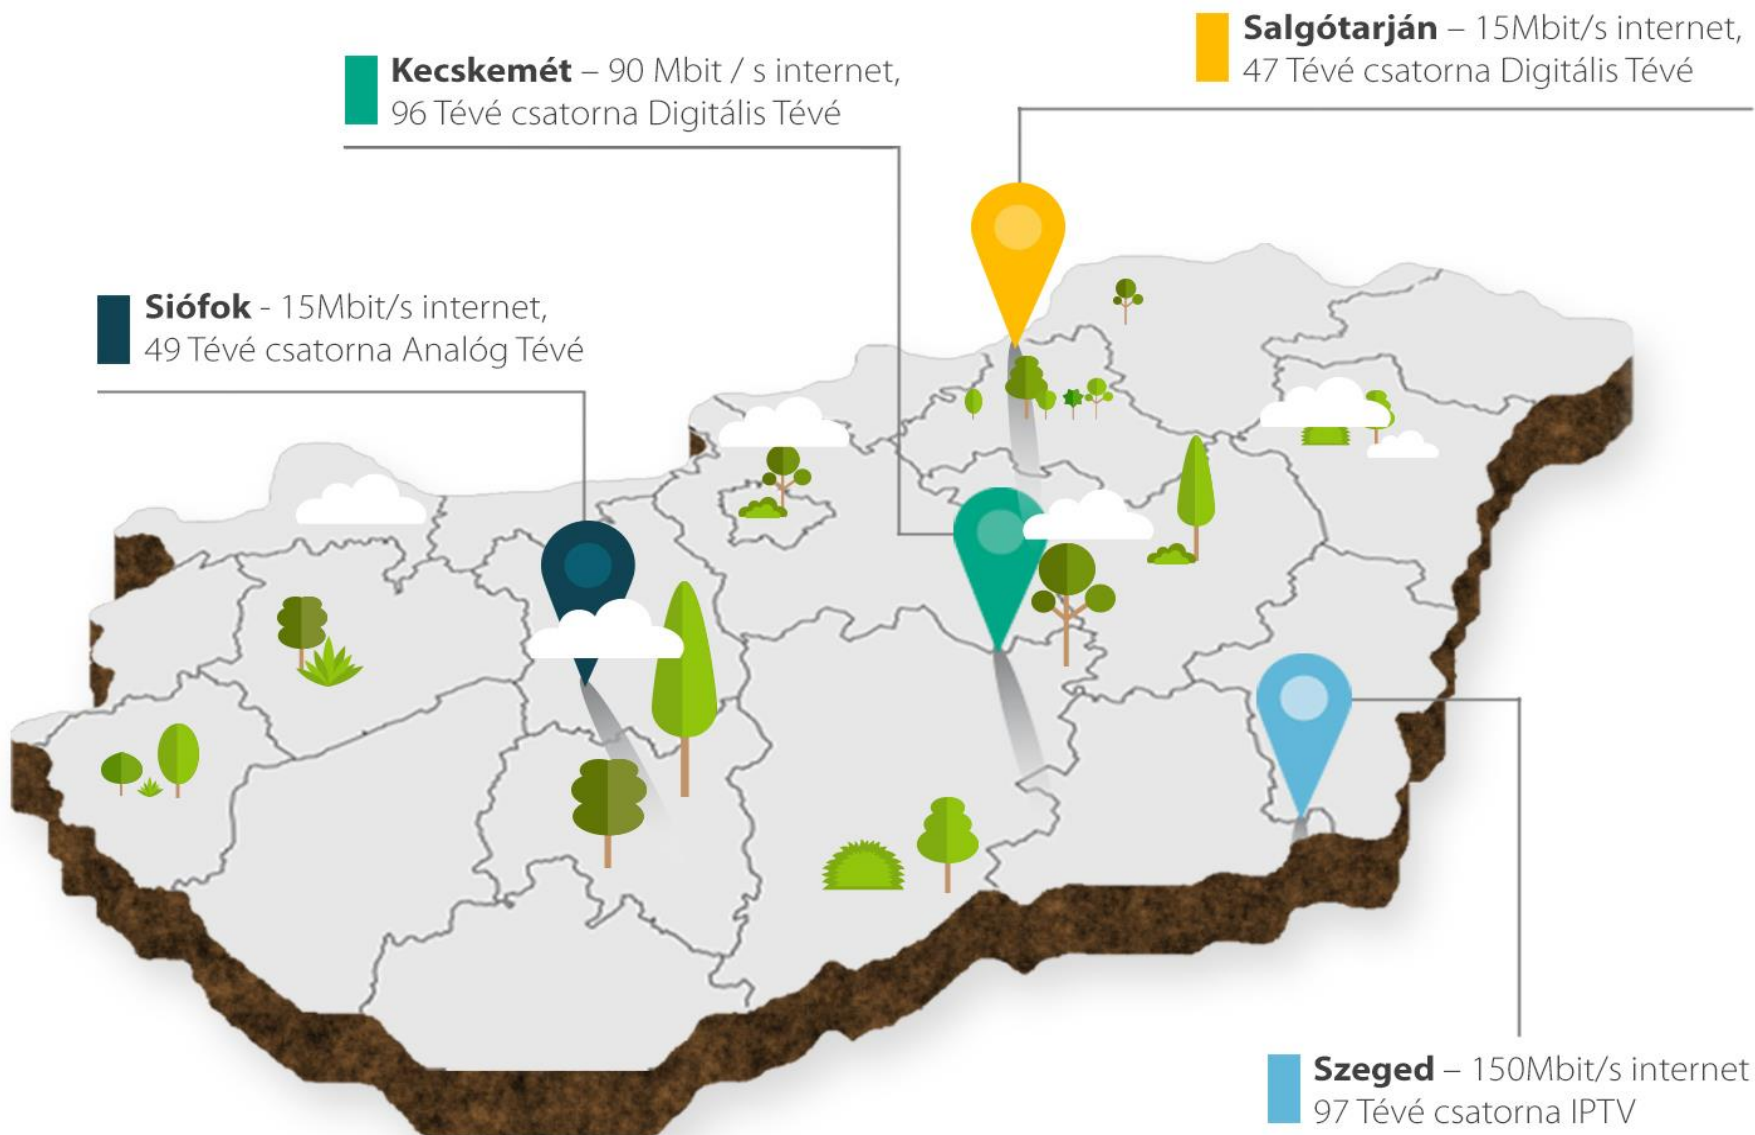 Salgótarján – 15Mbit/s internet,
47 Tévé csatorna Digitális Tévé
Kecskemét – 90 Mbit / s internet,
96 Tévé csatorna Digitális Tévé
Siófok - 15Mbit/s internet,
49 Tévé csatorna Analóg Tévé
Szeged – 150Mbit/s internet
97 Tévé csatorna IPTV